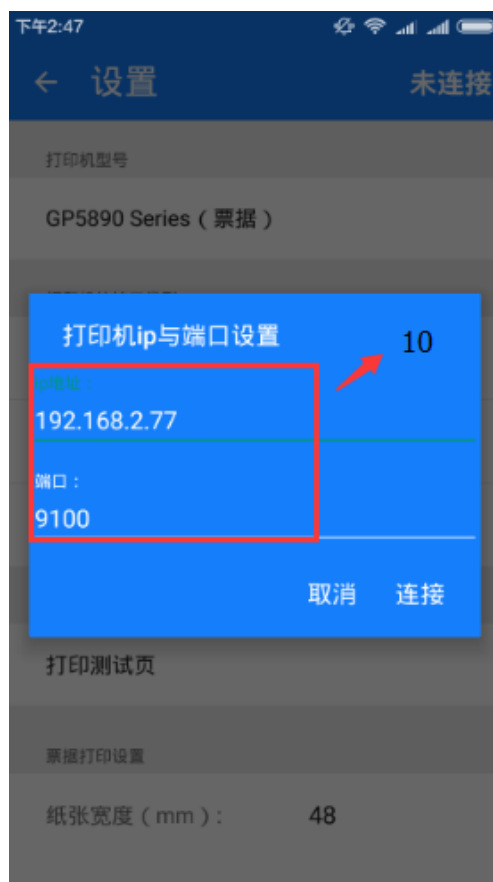 下午2:47
← 设置 未连接
打印机型号
GP5890 Series（票据）
打印机ip与端口设置
10
ip地址：
192.168.2.77
端口：
9100
取消 连接
打印测试页
票据打印设置
纸张宽度（mm）: 48